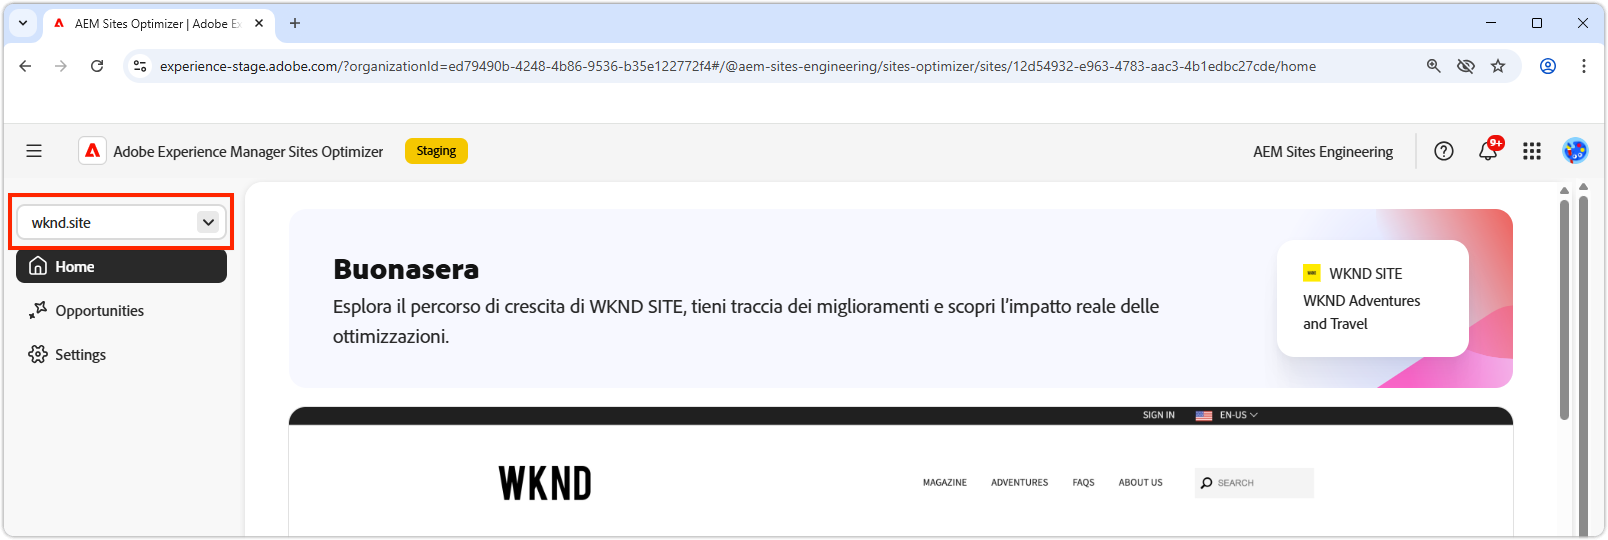 AEM Sites Optimizer | Adobe Ex
experience-stage.adobe.com/?organizationId=ed79490b-4248-4b86-9536-b35e122772f4#/@aem-sites-engineering/sites-optimizer/sites/12d54932-e963-4783-aac3-4b1edbc27cde/home
Adobe Experience Manager Sites Optimizer
Staging
AEM Sites Engineering
9+
wknd.site
Home
Opportunities
Settings
Buonasera
Esplora il percorso di crescita di WKND SITE, tieni traccia dei miglioramenti e scopri l’impatto reale delle
ottimizzazioni.
WKND SITE
WKND Adventures
and Travel
SIGN IN
EN-US
WKND
MAGAZINE
ADVENTURES
FAQS
ABOUT US
SEARCH